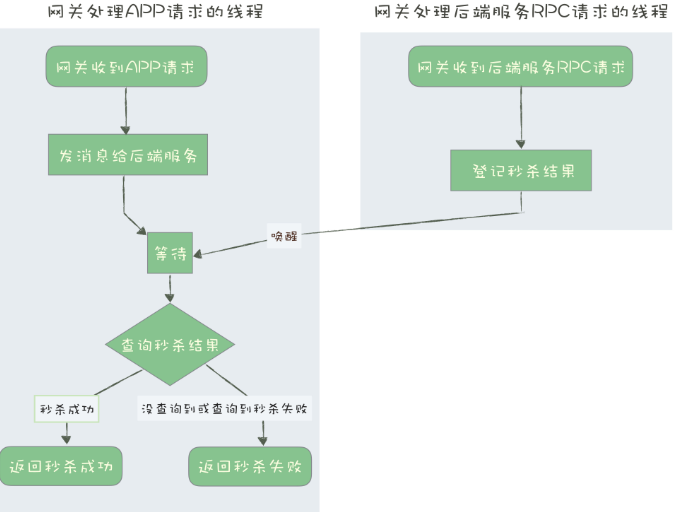 网关处理APP请求的线程
网关收到APP请求
发消息给后端服务
等待
查询秒杀结果
秒杀成功
没查询到或查询到秒杀失败
返回秒杀成功
返回秒杀失败
网关处理后端服务RPC请求的线程
网关收到后端服务RPC请求
登记秒杀结果
唤醒